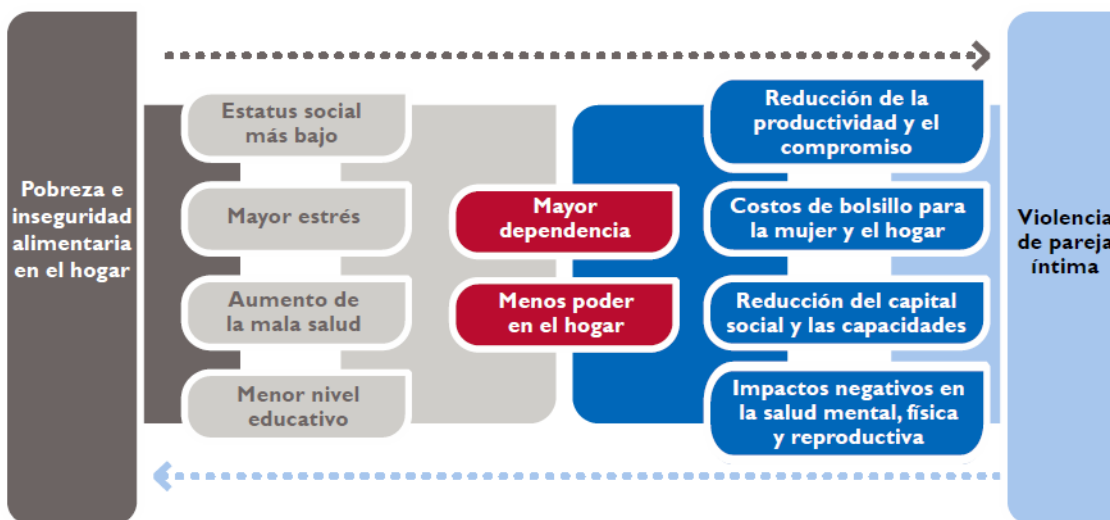 Pobreza e
inseguridad
alimentaria
en el hogar
Estatus social
más bajo
Mayor estrés
Aumento de
la mala salud
Menor nivel
educativo
Mayor
dependencia
Menos poder
en el hogar
Reducción de la
productividad y el
compromiso
Costos de bolsillo para
la mujer y el hogar
Reducción del capital
social y las capacidades
Impactos negativos en
la salud mental, física
y reproductiva
Violencia
de pareja
íntima